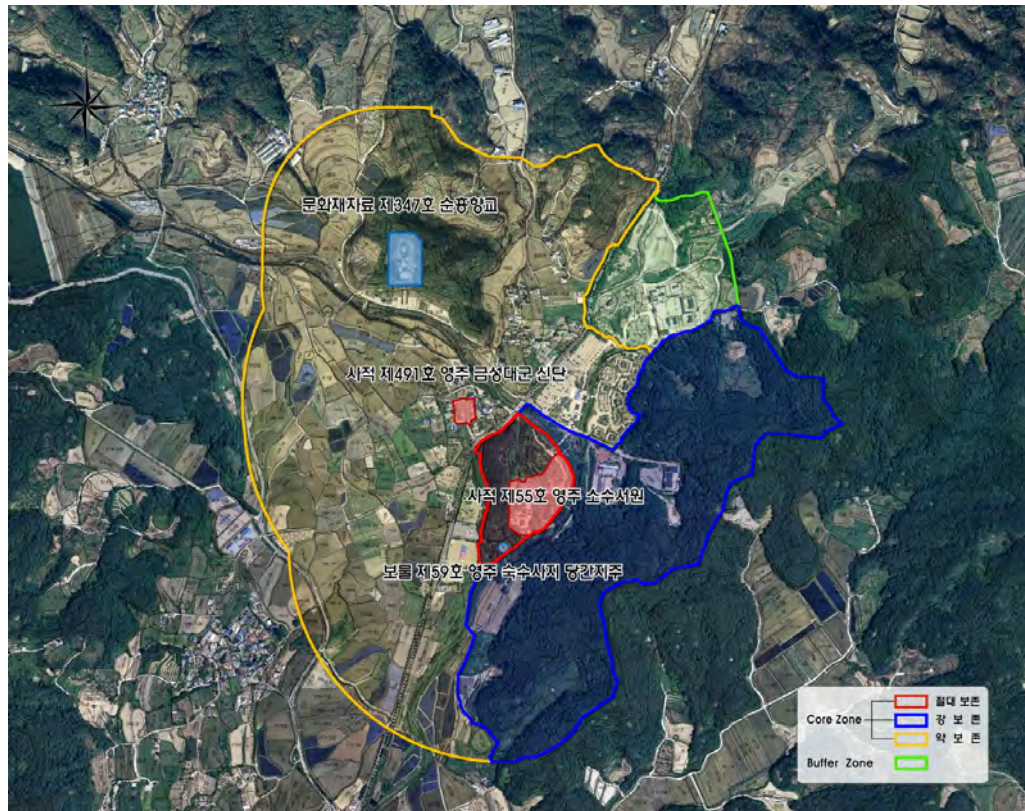 문화재자료 제347호 순흥향교
사적 제491호 영주 금성대군 신단
사적 제55호 영주 소수서원
보물 제59호 영주 숙수사지 당간지주
Core Zone
절대 보존
강 보 존
약 보 존
Buffer Zone